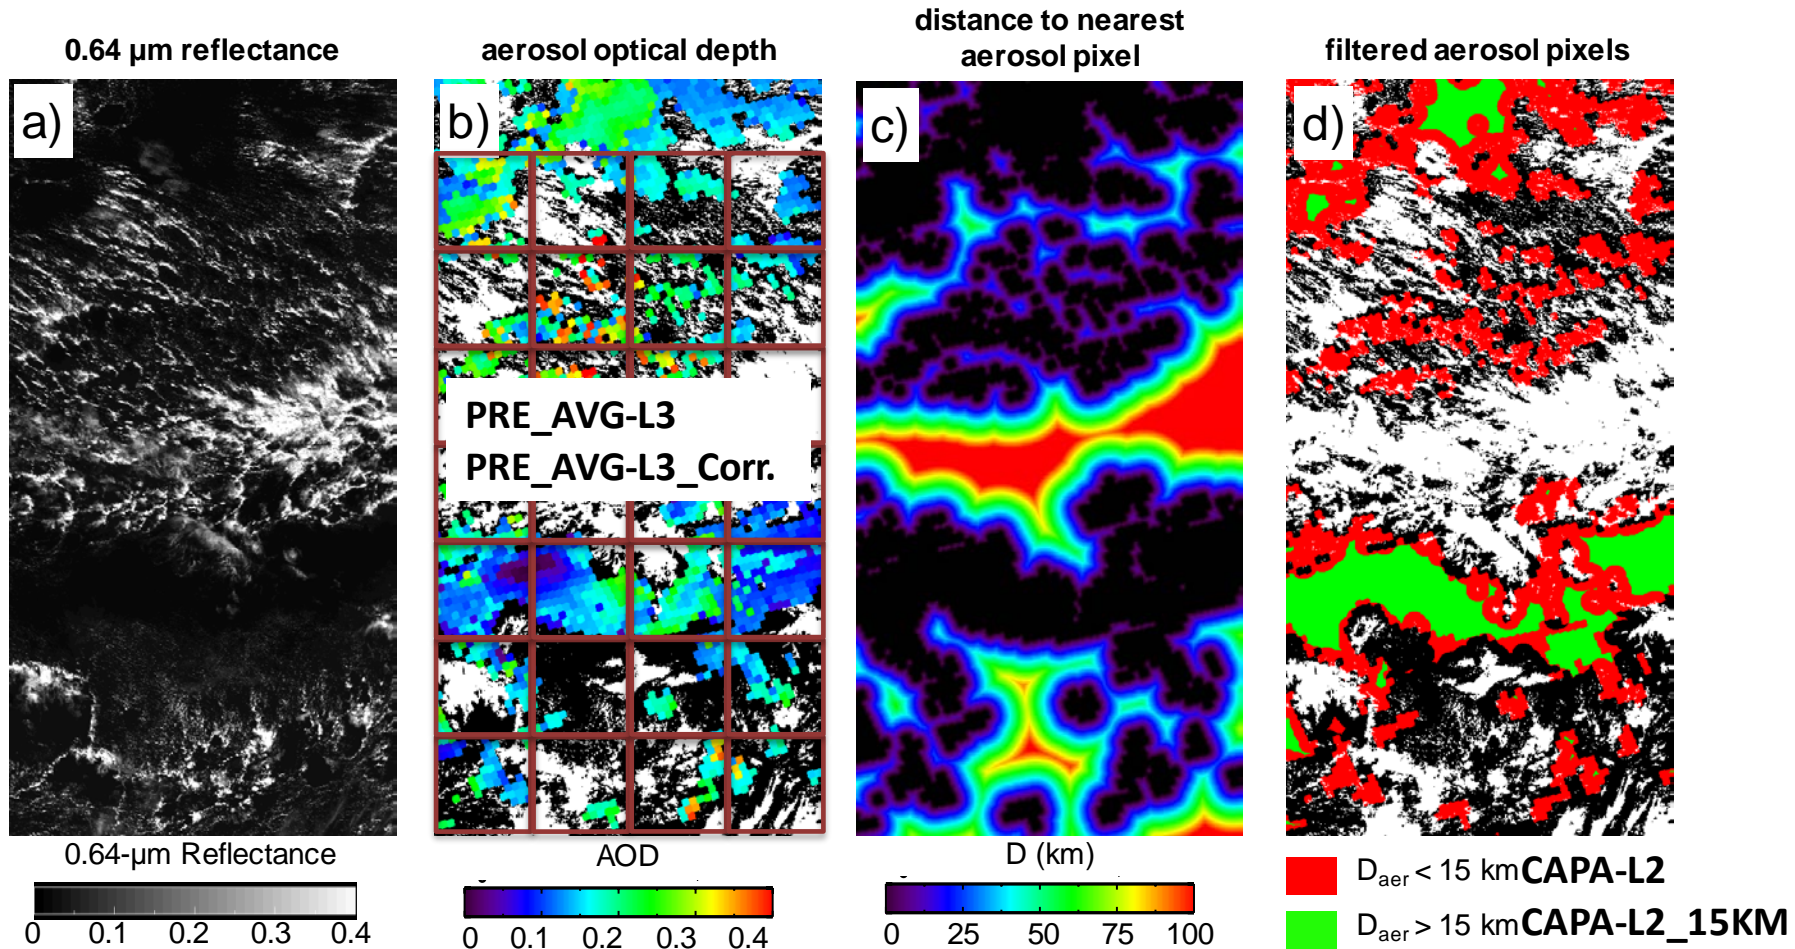 0.64 µm reflectance
aerosol optical depth
distance to nearest
aerosol pixel
filtered aerosol pixels
a)
b)
c)
d)
PRE_AVG-L3
PRE_AVG-L3_Corr.
0.64-µm Reflectance
0 0.1 0.2 0.3 0.4
AOD
0 0.1 0.2 0.3 0.4
D (km)
0 25 50 75 100
Daer < 15 km CAPA-L2
Daer > 15 km CAPA-L2_15KM